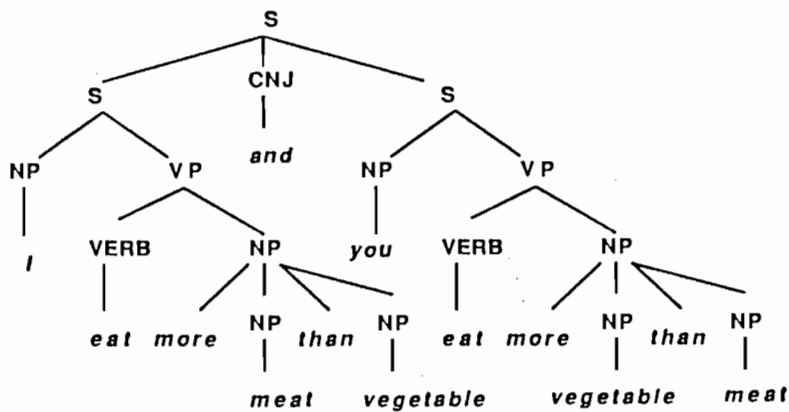 S
S CNJ S
NP VP and NP VP
I VERB NP you VERB NP
eat more NP than NP eat more NP than NP
meat vegetable vegetable meat